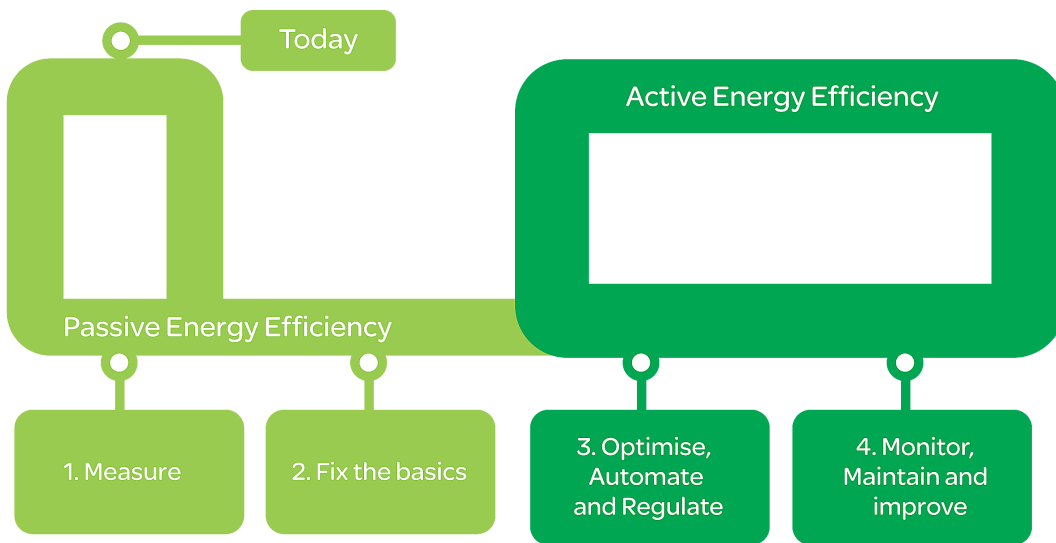 Today
Active Energy Efficiency
Passive Energy Efficiency
1. Measure
2. Fix the basics
3. Optimise,
Automate
and Regulate
4. Monitor,
Maintain and
improve